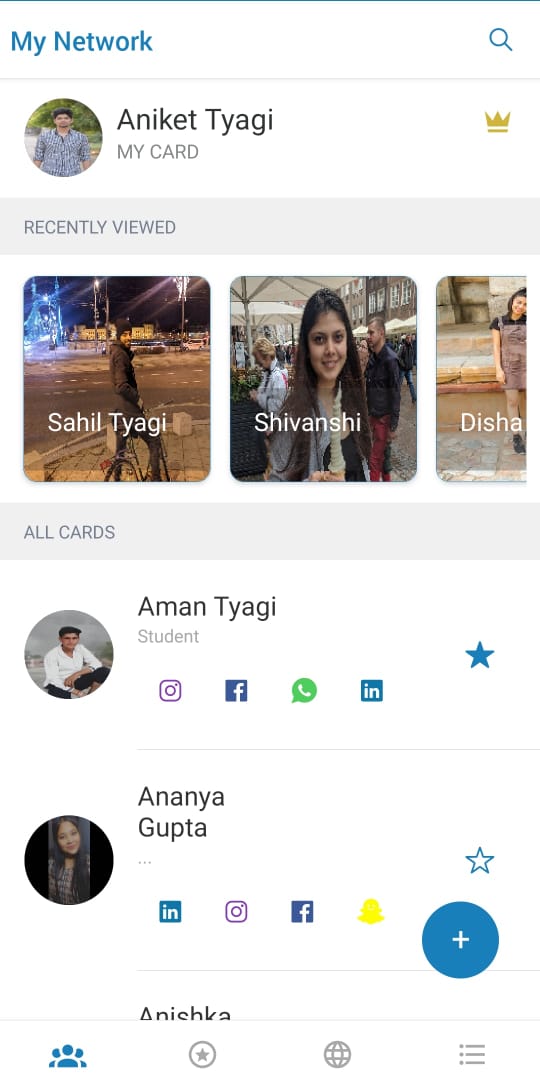 My Network
Aniket Tyagi
MY CARD
RECENTLY VIEWED
Sahil Tyagi
Shivanshi
Disha
ALL CARDS
Aman Tyagi
Student
Ananya
Gupta
...
Anishka